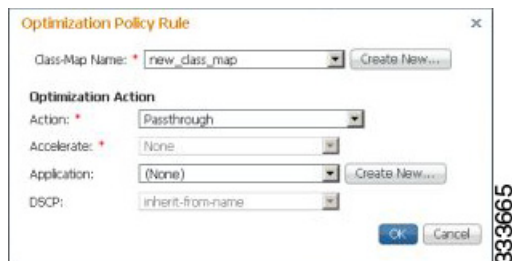 Optimization Policy Rule
Class-Map Name: * new_class_map Create New...
Optimization Action
Action: * Passthrough
Accelerate: * None
Application: (None) Create New...
DSCP: inherit-from-name
OK Cancel
333665